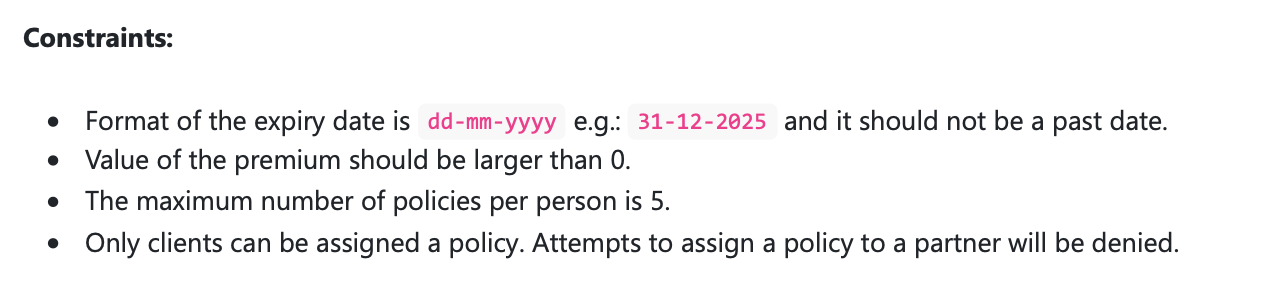 Constraints:
• Format of the expiry date is dd-mm-yyyy e.g.: 31-12-2025 and it should not be a past date.
• Value of the premium should be larger than 0.
• The maximum number of policies per person is 5.
• Only clients can be assigned a policy. Attempts to assign a policy to a partner will be denied.